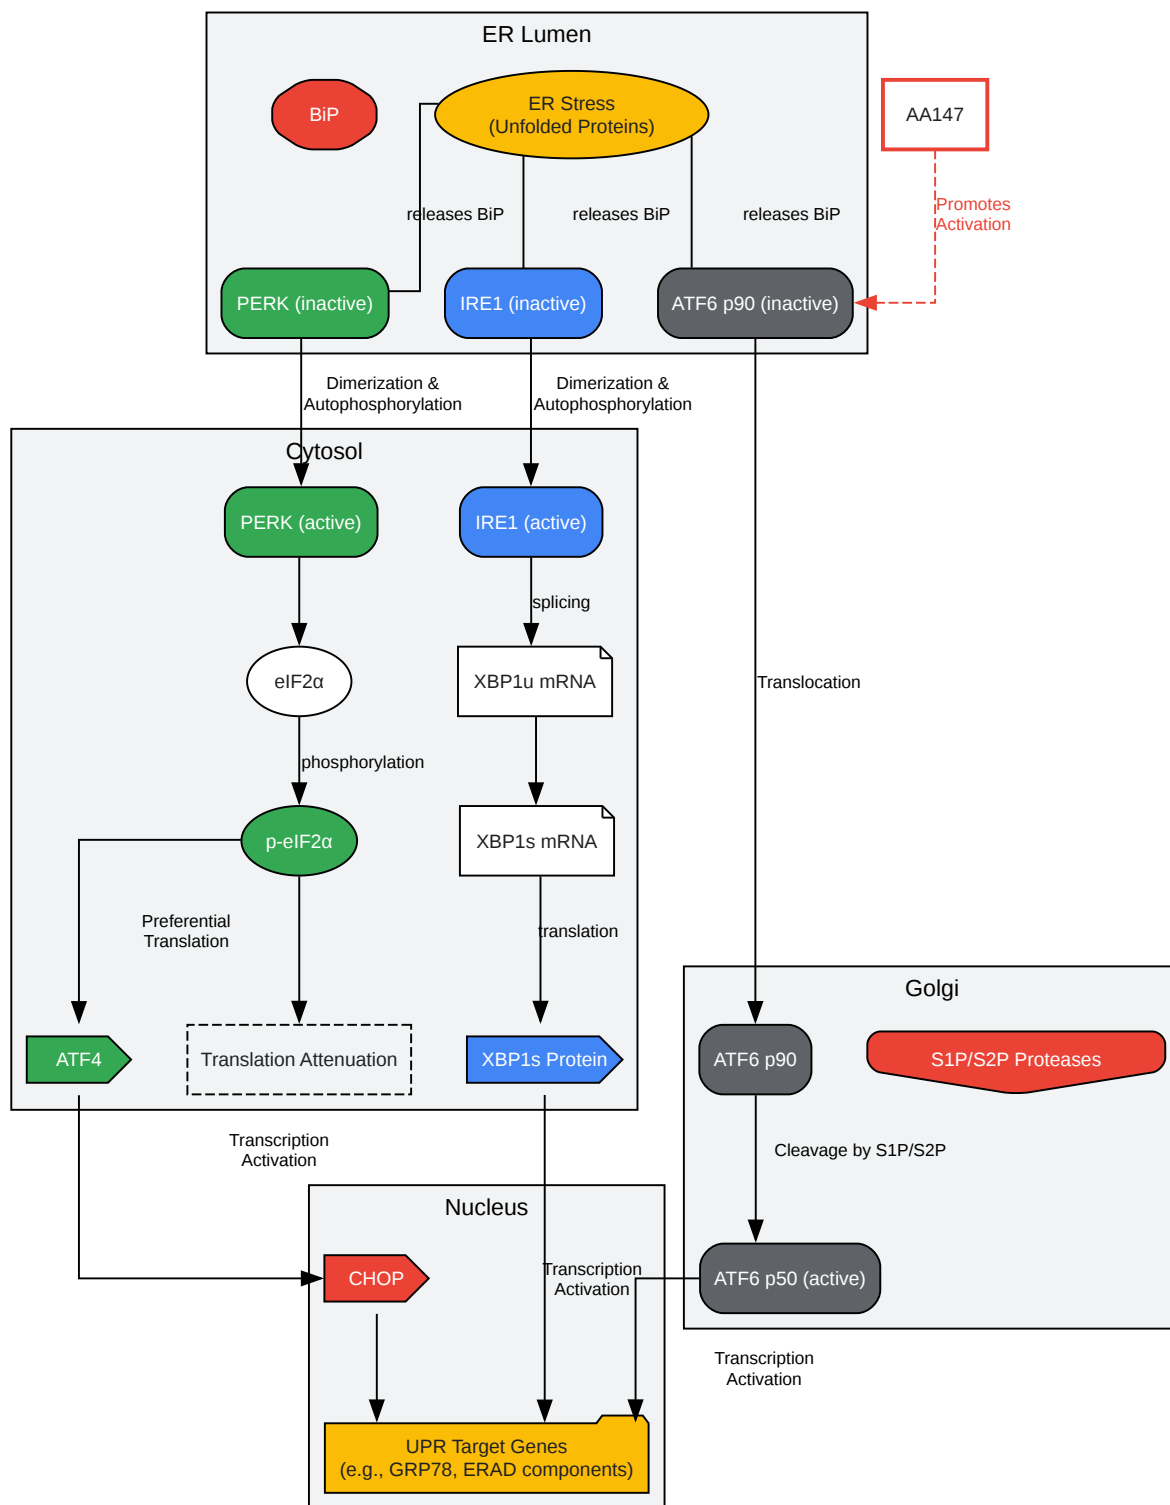 ER Lumen
BiP
ER Stress
(Unfolded Proteins)
AA147
releases BiP
releases BiP
releases BiP
Promotes
Activation
PERK (inactive)
IRE1 (inactive)
ATF6 p90 (inactive)
Dimerization &
Autophosphorylation
Dimerization &
Autophosphorylation
Cytosol
PERK (active)
IRE1 (active)
splicing
eIF2α
XBP1u mRNA
Translocation
phosphorylation
p-eIF2α
XBP1s mRNA
Preferential
Translation
translation
Golgi
ATF4
Translation Attenuation
XBP1s Protein
ATF6 p90
S1P/S2P Proteases
Transcription
Activation
Cleavage by S1P/S2P
Nucleus
CHOP
Transcription
Activation
ATF6 p50 (active)
Transcription
Activation
UPR Target Genes
(e.g., GRP78, ERAD components)